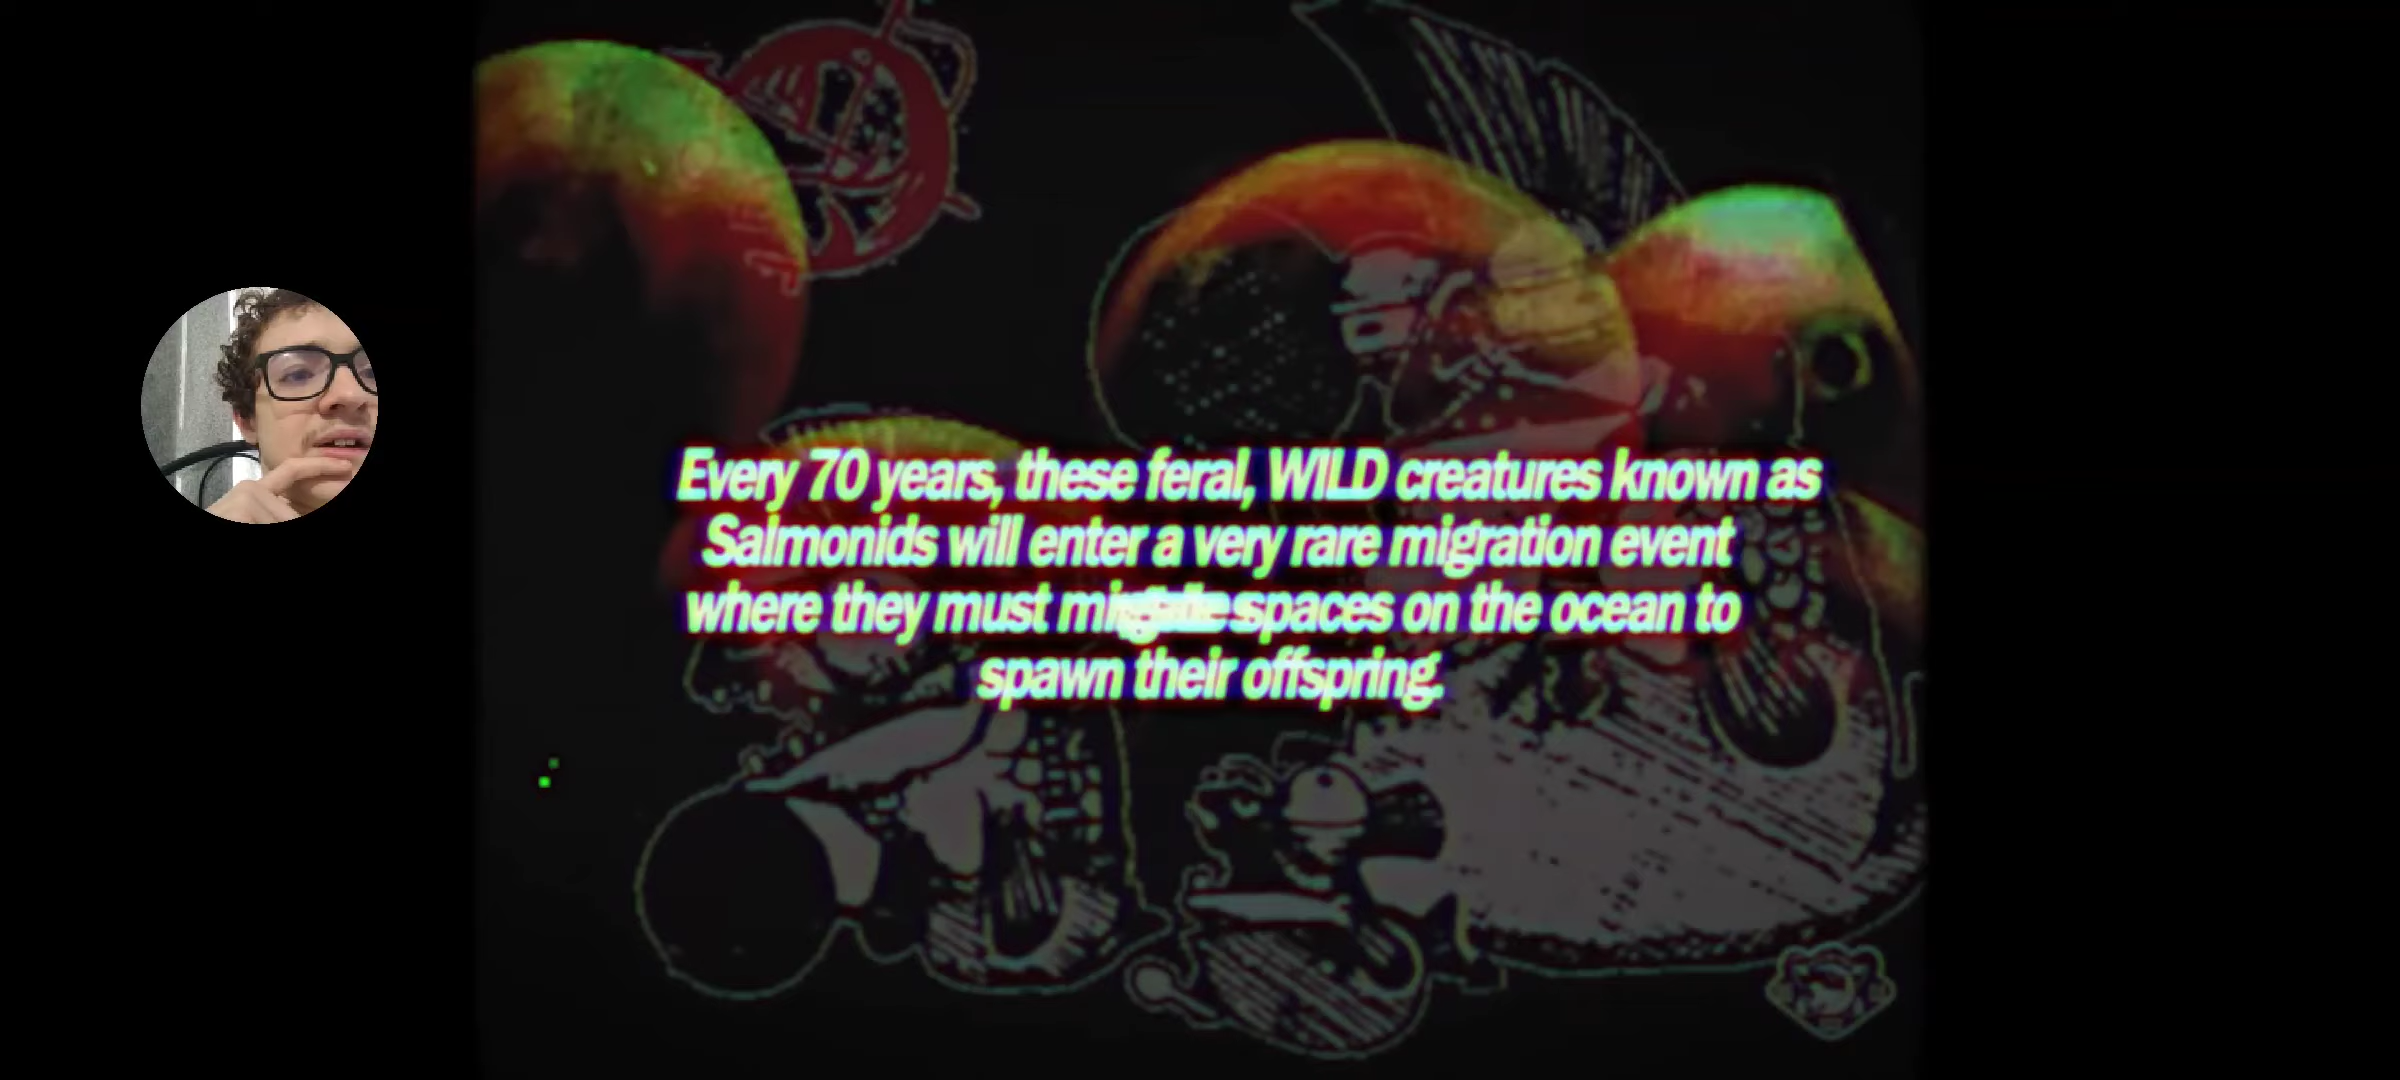 Every 70 years, these feral, WILD creatures known as
Salmonids will enter a very rare migration event
where they must spaces on the ocean to
spawn their offspring.